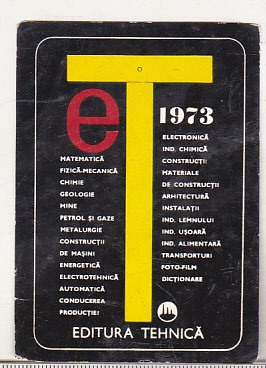 eT
1973
MATEMATICĂ
FIZICĂ-MECANICĂ
CHIMIE
GEOLOGIE
MINE
PETROL ŞI GAZE
METALURGIE
CONSTRUCŢII
DE MAŞINI
ENERGETICĂ
ELECTROTEHNICĂ
AUTOMATICĂ
CONDUCEREA
PRODUCŢIEI
ELECTRONICĂ
IND. CHIMICĂ
CONSTRUCŢII
MATERIALE
DE CONSTRUCŢII
ARHITECTURĂ
INSTALAŢII
IND. LEMNULUI
IND. UŞOARĂ
IND. ALIMENTARĂ
TRANSPORTURI
FOTO-FILM
DICŢIONARE
EDITURA TEHNICĂ